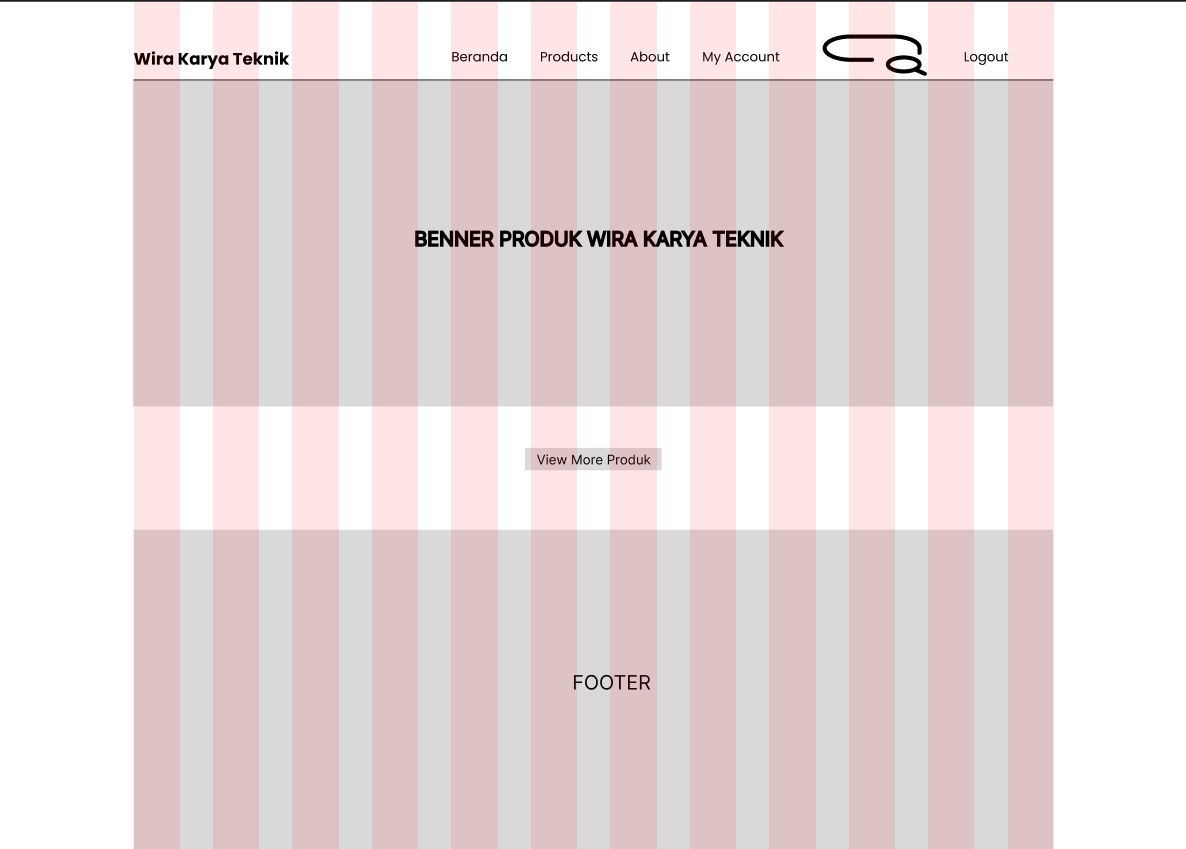 Wira Karya Teknik
Beranda Products About My Account Logout
BENNER PRODUK WIRA KARYA TEKNIK
View More Produk
FOOTER